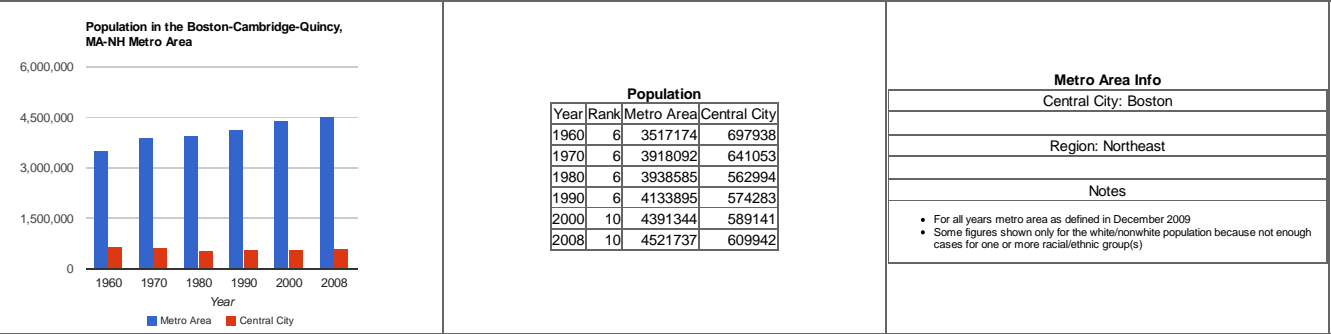 Population in the Boston-Cambridge-Quincy,
MA-NH Metro Area
6,000,000
4,500,000
3,000,000
1,500,000
0
1960 1970 1980 1990 2000 2008
Year
Metro Area Central City
Population
Year Rank Metro Area Central City
1960 6 3517174 697938
1970 6 3918092 641053
1980 6 3938585 562994
1990 6 4133895 574283
2000 10 4391344 589141
2008 10 4521737 609942
Metro Area Info
Central City: Boston
Region: Northeast
Notes
• For all years metro area as defined in December 2009
• Some figures shown only for the white/nonwhite population because not enough
cases for one or more racial/ethnic group(s)